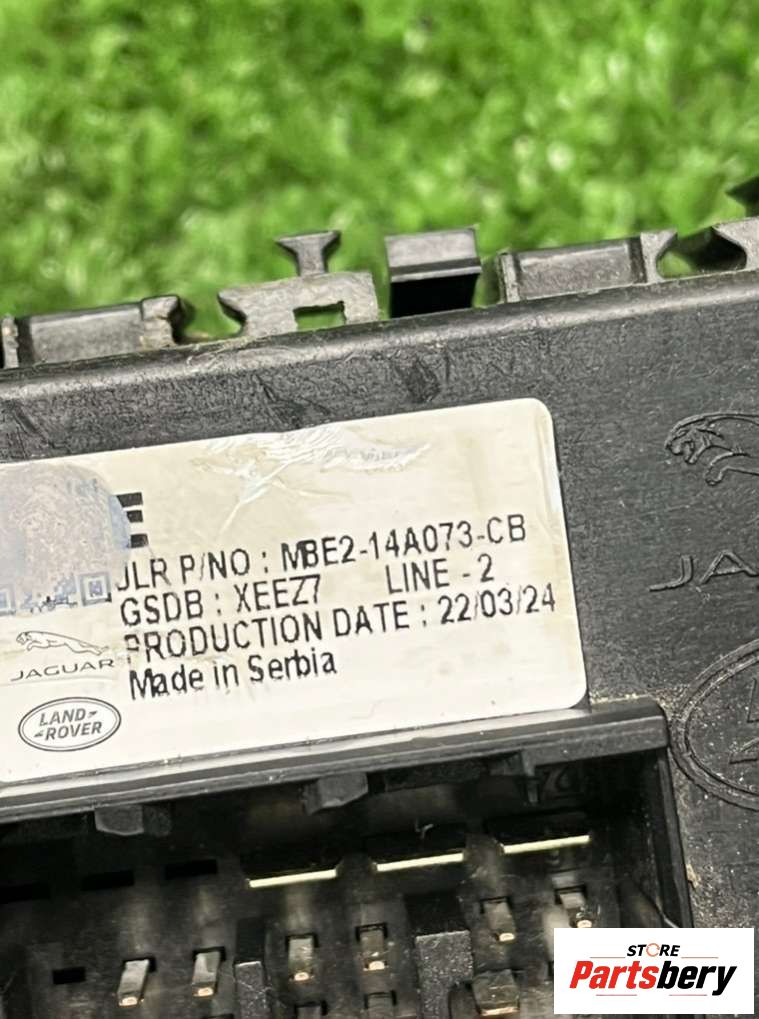 E
JLR P/NO : MBE2-14A073-CB
GSDB : XEEZ7 LINE - 2
PRODUCTION DATE : 22/03/24
Made in Serbia
JAGUAR
LAND
ROVER
JA
STORE
Partsbery